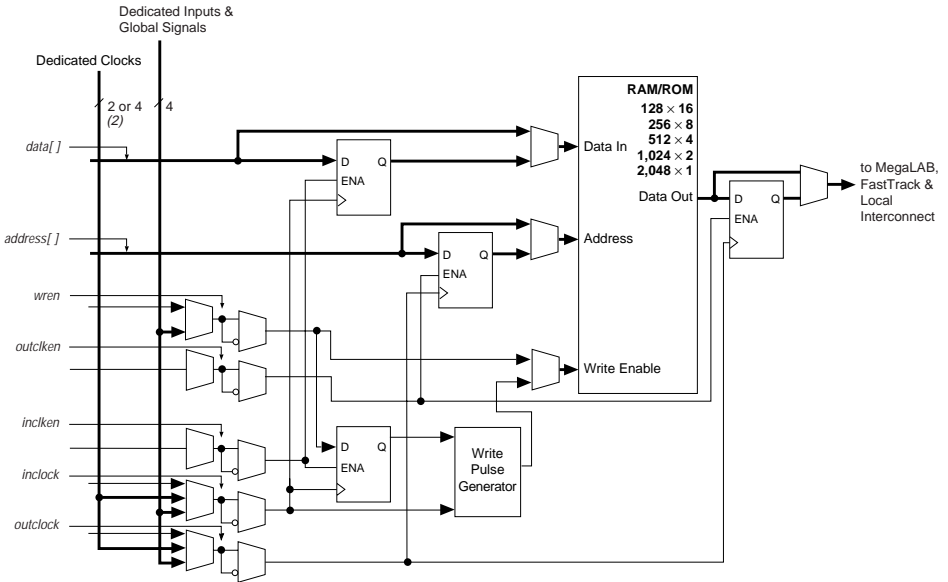 Dedicated Inputs &
Global Signals
Dedicated Clocks
2 or 4
(2)
4
RAM/ROM
128 × 16
256 × 8
512 × 4
1,024 × 2
2,048 × 1
data[ ]
D
Q
ENA
Data In
Data Out
D
Q
ENA
to MegaLAB,
FastTrack &
Local
Interconnect
address[ ]
D
Q
ENA
Address
wren
outclken
Write Enable
inclken
D
Q
ENA
Write
Pulse
Generator
inclock
outclock